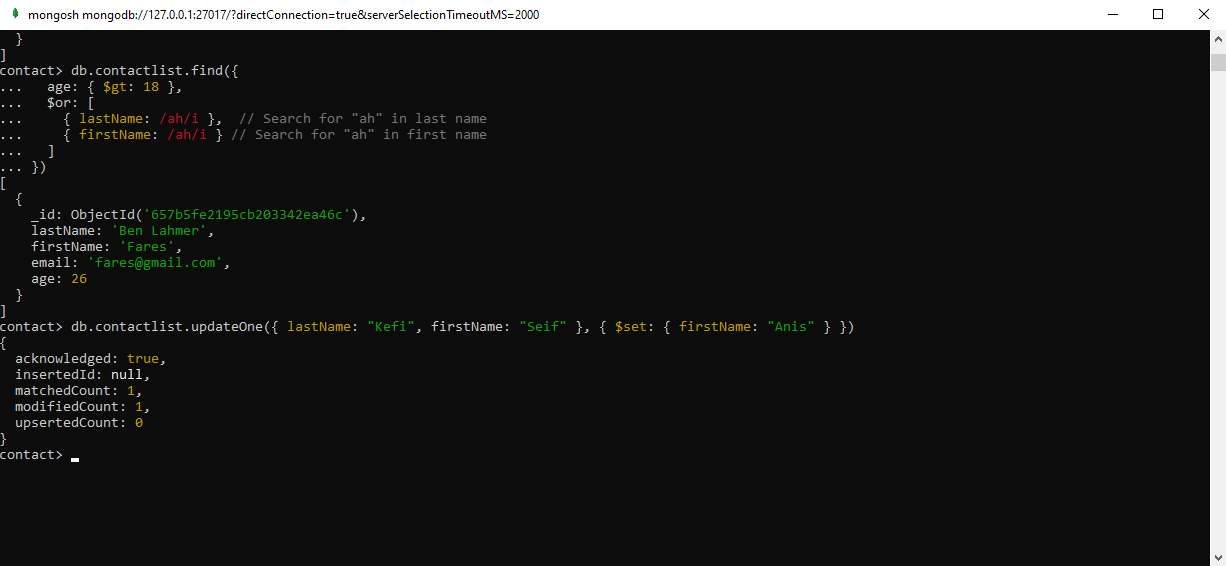 mongosh mongodb://127.0.0.1:27017/?directConnection=true&serverSelectionTimeoutMS=2000
  }
]
contact> db.contactlist.find({
...   age: { $gt: 18 },
...   $or: [
...     { lastName: /ah/i },  // Search for "ah" in last name
...     { firstName: /ah/i } // Search for "ah" in first name
...   ]
... })
[
  {
    _id: ObjectId('657b5fe2195cb203342ea46c'),
    lastName: 'Ben Lahmer',
    firstName: 'Fares',
    email: 'fares@gmail.com',
    age: 26
  }
]
contact> db.contactlist.updateOne({ lastName: "Kefi", firstName: "Seif" }, { $set: { firstName: "Anis" } })
{
  acknowledged: true,
  insertedId: null,
  matchedCount: 1,
  modifiedCount: 1,
  upsertedCount: 0
}
contact>